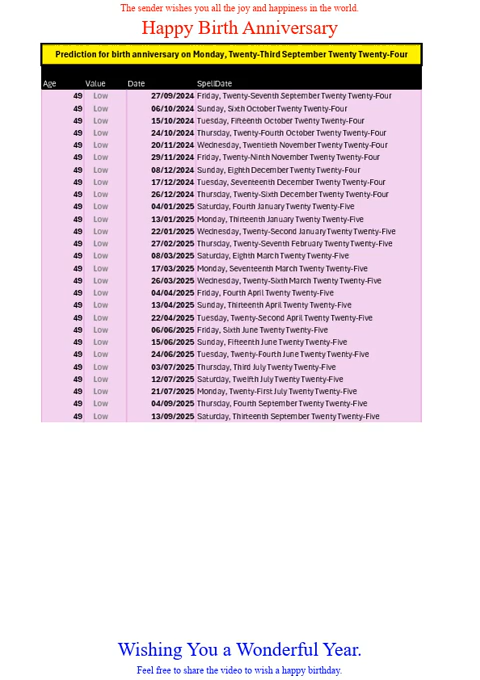 The sender wishes you all the joy and happiness in the world.
Happy Birth Anniversary
Prediction for birth anniversary on Monday, Twenty-Third September Twenty Twenty-Four
Age Value Date SpellDate
49 Low 27/09/2024 Friday, Twenty-Seventh September Twenty Twenty-Four
49 Low 06/10/2024 Sunday, Sixth October Twenty Twenty-Four
49 Low 15/10/2024 Tuesday, Fifteenth October Twenty Twenty-Four
49 Low 24/10/2024 Thursday, Twenty-Fourth October Twenty Twenty-Four
49 Low 20/11/2024 Wednesday, Twentieth November Twenty Twenty-Four
49 Low 29/11/2024 Friday, Twenty-Ninth November Twenty Twenty-Four
49 Low 08/12/2024 Sunday, Eighth December Twenty Twenty-Four
49 Low 17/12/2024 Tuesday, Seventeenth December Twenty Twenty-Four
49 Low 26/12/2024 Thursday, Twenty-Sixth December Twenty Twenty-Four
49 Low 04/01/2025 Saturday, Fourth January Twenty Twenty-Five
49 Low 13/01/2025 Monday, Thirteenth January Twenty Twenty-Five
49 Low 22/01/2025 Wednesday, Twenty-Second January Twenty Twenty-Five
49 Low 27/02/2025 Thursday, Twenty-Seventh February Twenty Twenty-Five
49 Low 08/03/2025 Saturday, Eighth March Twenty Twenty-Five
49 Low 17/03/2025 Monday, Seventeenth March Twenty Twenty-Five
49 Low 26/03/2025 Wednesday, Twenty-Sixth March Twenty Twenty-Five
49 Low 04/04/2025 Friday, Fourth April Twenty Twenty-Five
49 Low 13/04/2025 Sunday, Thirteenth April Twenty Twenty-Five
49 Low 22/04/2025 Tuesday, Twenty-Second April Twenty Twenty-Five
49 Low 06/06/2025 Friday, Sixth June Twenty Twenty-Five
49 Low 15/06/2025 Sunday, Fifteenth June Twenty Twenty-Five
49 Low 24/06/2025 Tuesday, Twenty-Fourth June Twenty Twenty-Five
49 Low 03/07/2025 Thursday, Third July Twenty Twenty-Five
49 Low 12/07/2025 Saturday, Twelfth July Twenty Twenty-Five
49 Low 21/07/2025 Monday, Twenty-First July Twenty Twenty-Five
49 Low 04/09/2025 Thursday, Fourth September Twenty Twenty-Five
49 Low 13/09/2025 Saturday, Thirteenth September Twenty Twenty-Five
Wishing You a Wonderful Year.
Feel free to share the video to wish a happy birthday.